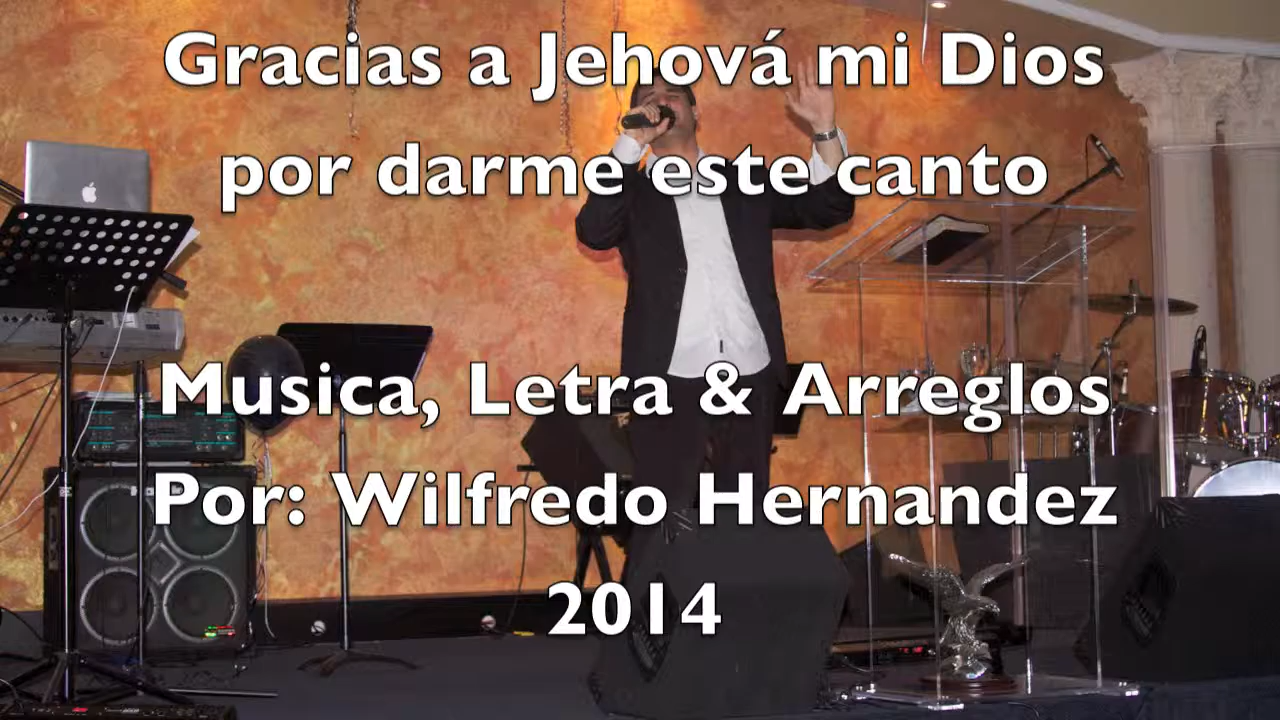 Gracias a Jehová mi Dios
por darme este canto
Musica, Letra & Arreglos
Por: Wilfredo Hernandez
2014